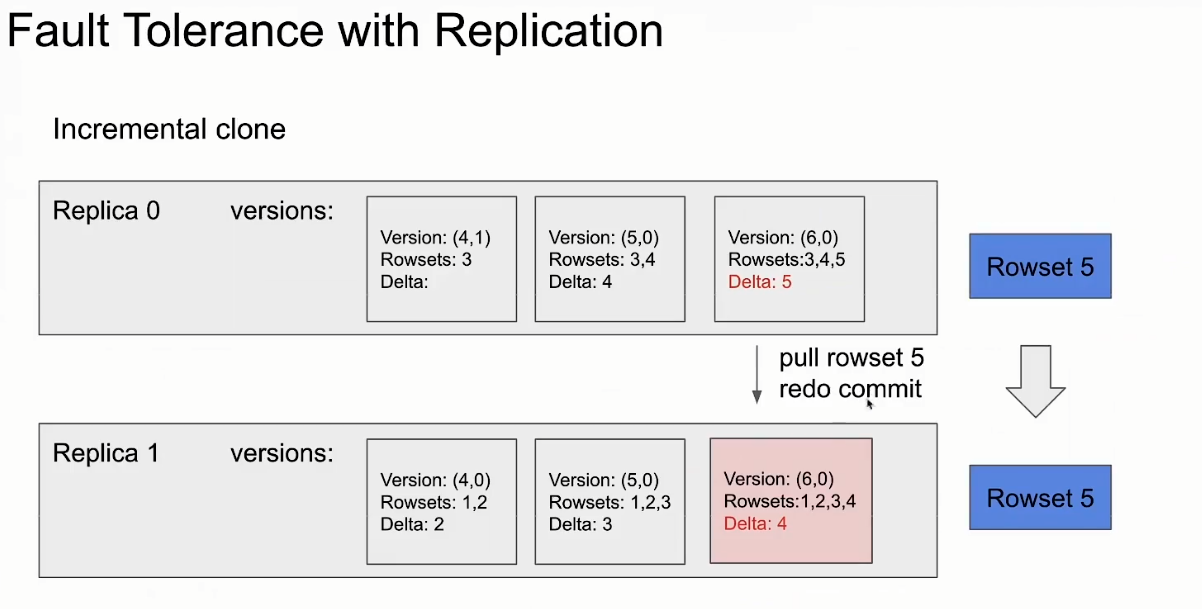 Fault Tolerance with Replication
Incremental clone
Replica 0 versions:
Version: (4,1)
Rowsets: 3
Delta:
Version: (5,0)
Rowsets: 3,4
Delta: 4
Version: (6,0)
Rowsets:3,4,5
Delta: 5
Rowset 5
pull rowset 5
redo commit
Replica 1 versions:
Version: (4,0)
Rowsets: 1,2
Delta: 2
Version: (5,0)
Rowsets: 1,2,3
Delta: 3
Version: (6,0)
Rowsets:1,2,3,4
Delta: 4
Rowset 5